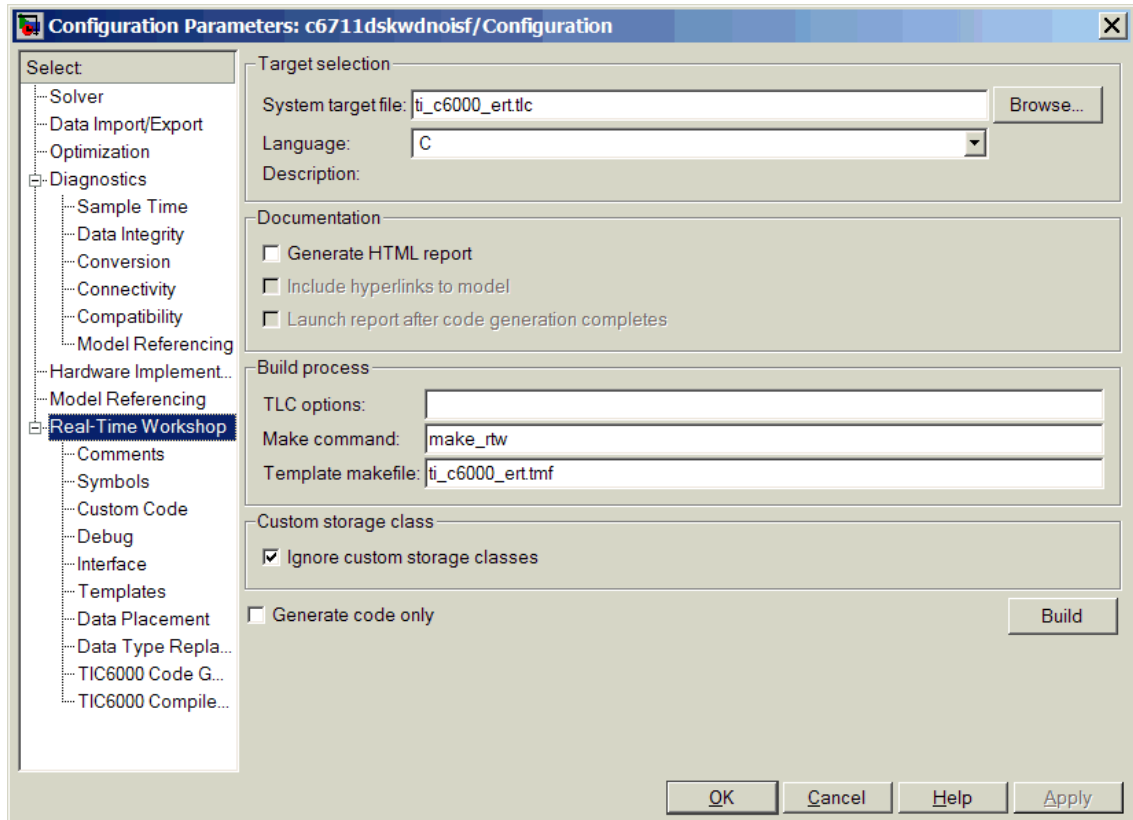 Configuration Parameters: c6711dskwdnoisf/Configuration
Select:
Solver
Data Import/Export
Optimization
Diagnostics
Sample Time
Data Integrity
Conversion
Connectivity
Compatibility
Model Referencing
Hardware Implement...
Model Referencing
Real-Time Workshop
Comments
Symbols
Custom Code
Debug
Interface
Templates
Data Placement
Data Type Repla...
TIC6000 Code G...
TIC6000 Compile...
Target selection
System target file: ti_c6000_ert.tlc Browse...
Language: C
Description:
Documentation
Generate HTML report
Include hyperlinks to model
Launch report after code generation completes
Build process
TLC options:
Make command: make_rtw
Template makefile: ti_c6000_ert.tmf
Custom storage class
Ignore custom storage classes
Generate code only Build
OK Cancel Help Apply